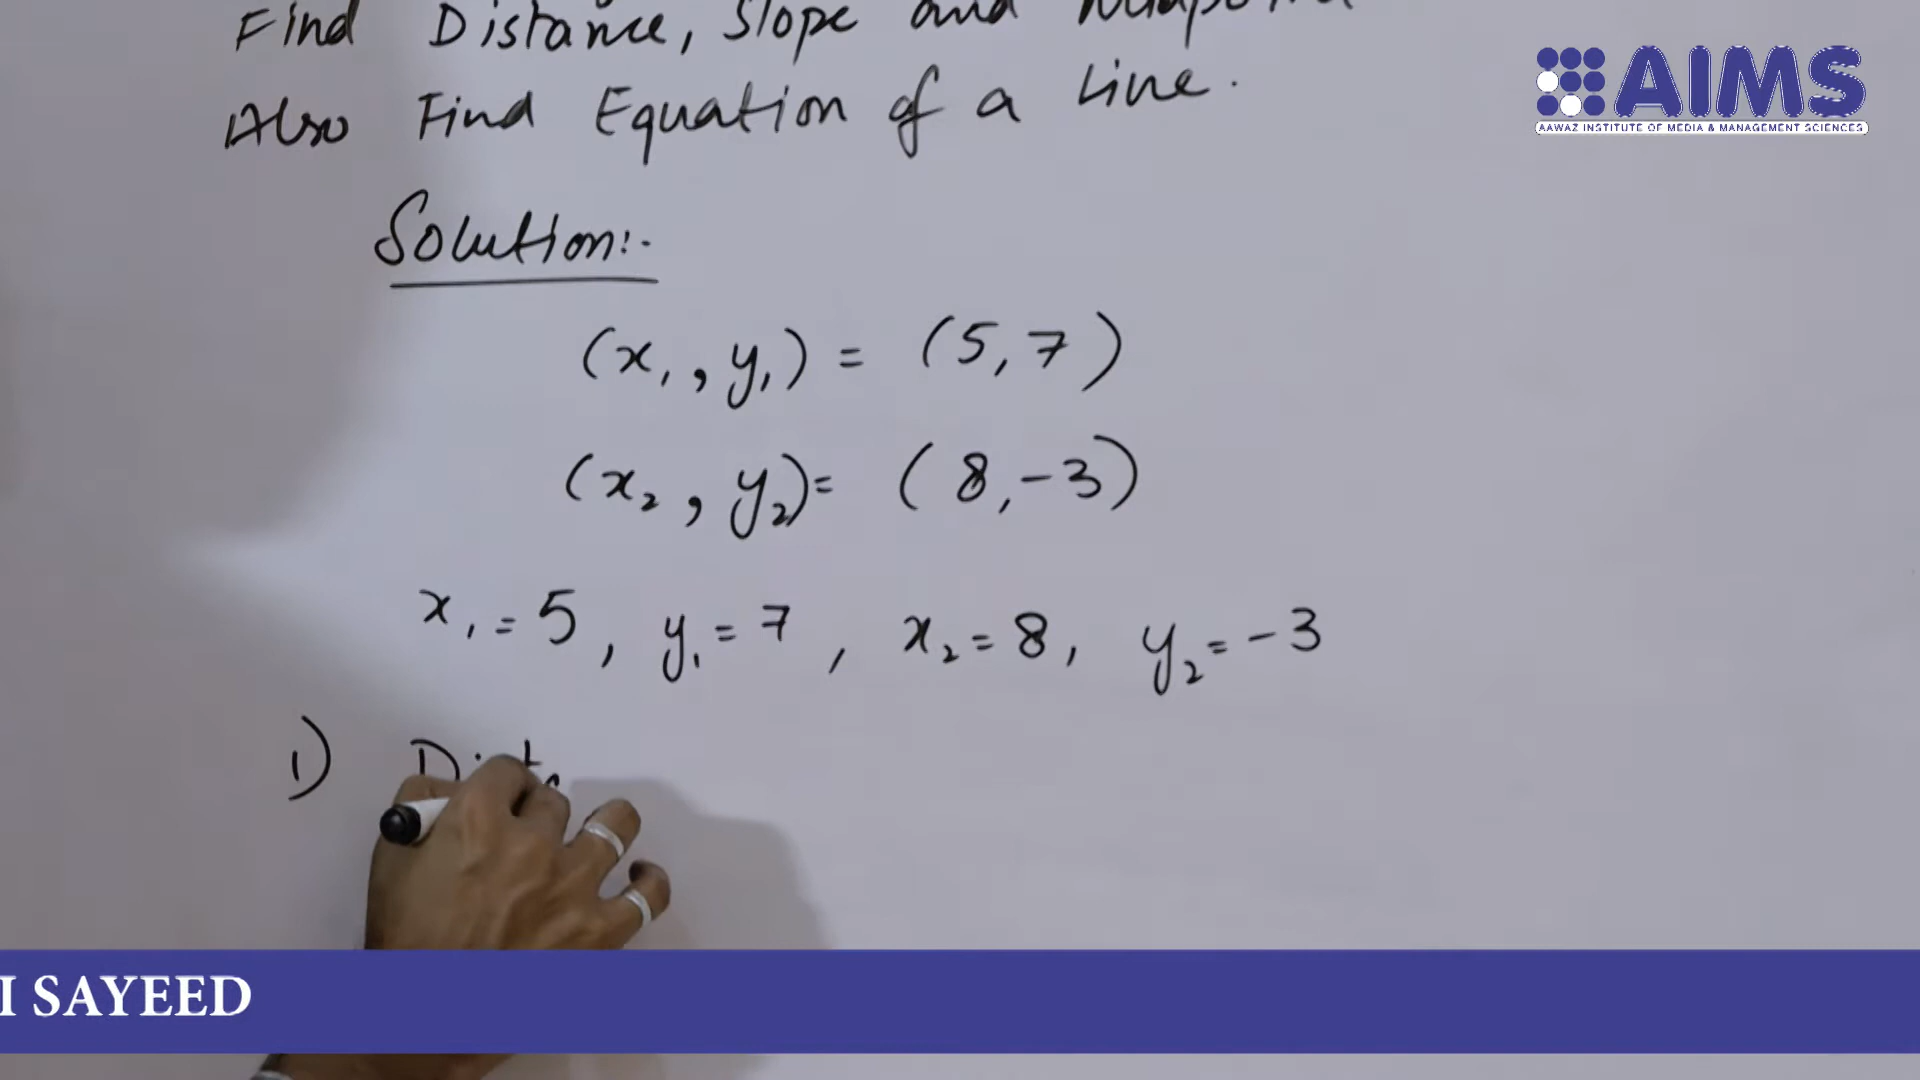 Find Distance, Slope and
Also Find Equation of a Line.
AIMS
AAWAZ INSTITUTE OF MEDIA & MANAGEMENT SCIENCES
Solution:-
(x₁, y₁) = (5, 7)
(x₂, y₂) = (8, -3)
x₁ = 5, y₁ = 7, x₂ = 8, y₂ = -3
1)
I SAYEED